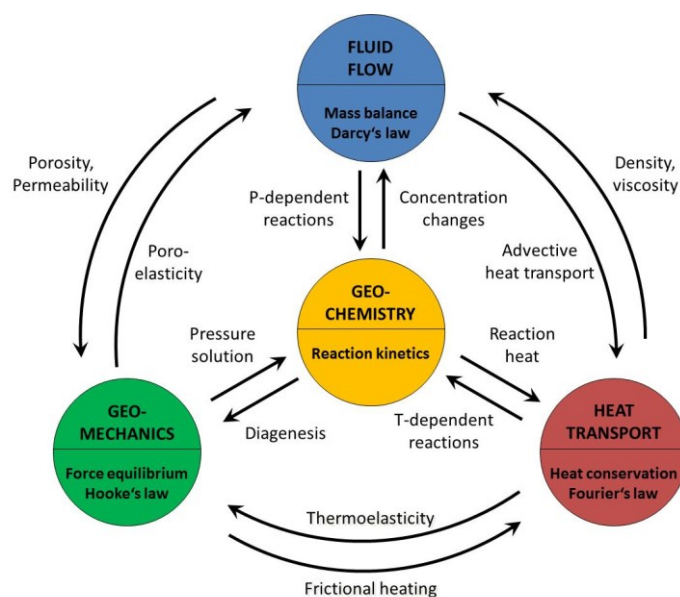 FLUID
FLOW
Mass balance
Darcy‘s law
Porosity,
Permeability
Density,
viscosity
P-dependent
reactions
Concentration
changes
Poro-
elasticity
Advective
heat transport
GEO-
CHEMISTRY
Reaction kinetics
Pressure
solution
Reaction
heat
Diagenesis
T-dependent
reactions
GEO-
MECHANICS
Force equilibrium
Hooke‘s law
HEAT
TRANSPORT
Heat conservation
Fourier‘s law
Thermoelasticity
Frictional heating